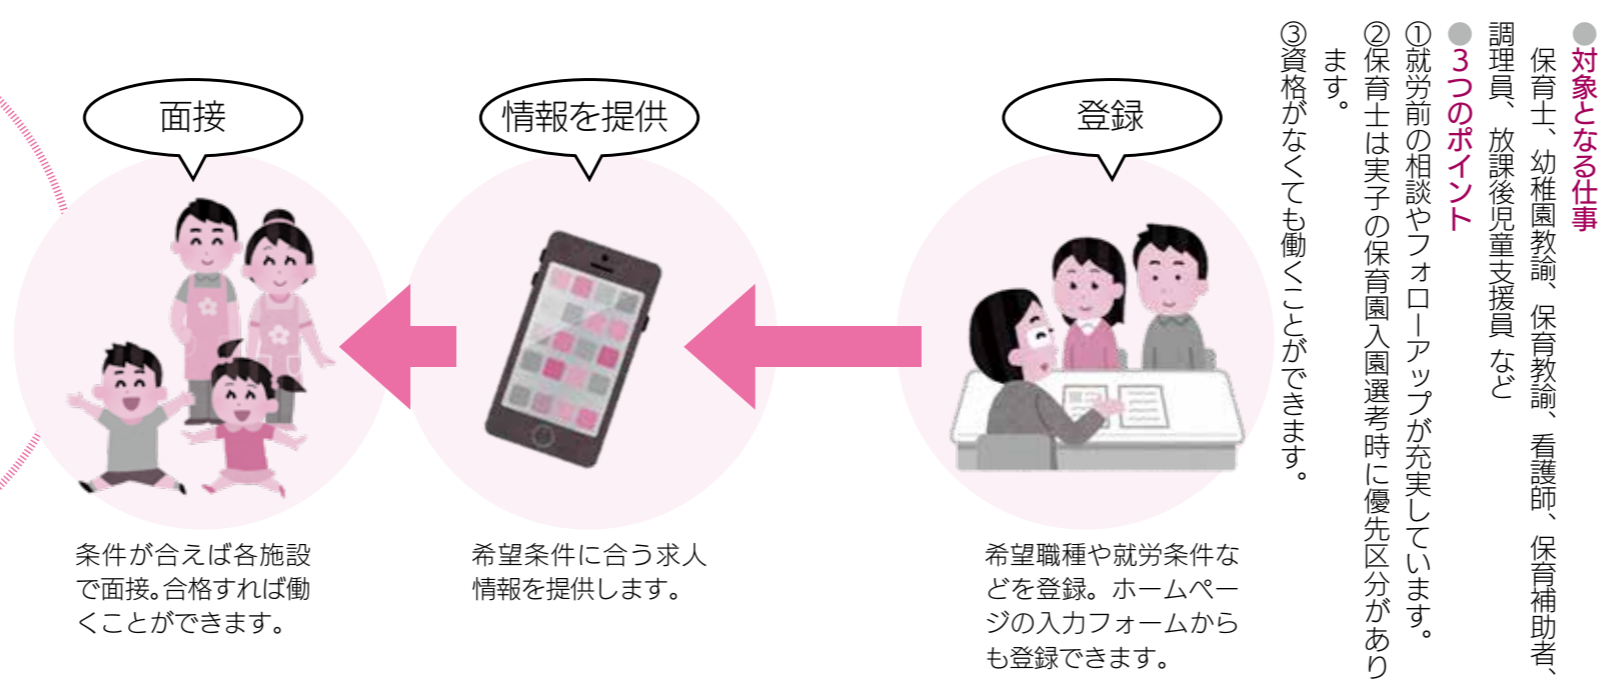 ●対象となる仕事
保育士、幼稚園教諭、保育教諭、看護師、保育補助者、
調理員、放課後児童支援員 など
●3つのポイント
①就労前の相談やフォローアップが充実しています。
②保育士は実子の保育園入園選考時に優先区分があり
ます。
③資格がなくても働くことができます。
登録
希望職種や就労条件な
どを登録。ホームペー
ジの入力フォームから
も登録できます。
情報を提供
希望条件に合う求人
情報を提供します。
面接
条件が合えば各施設
で面接。合格すれば働
くことができます。